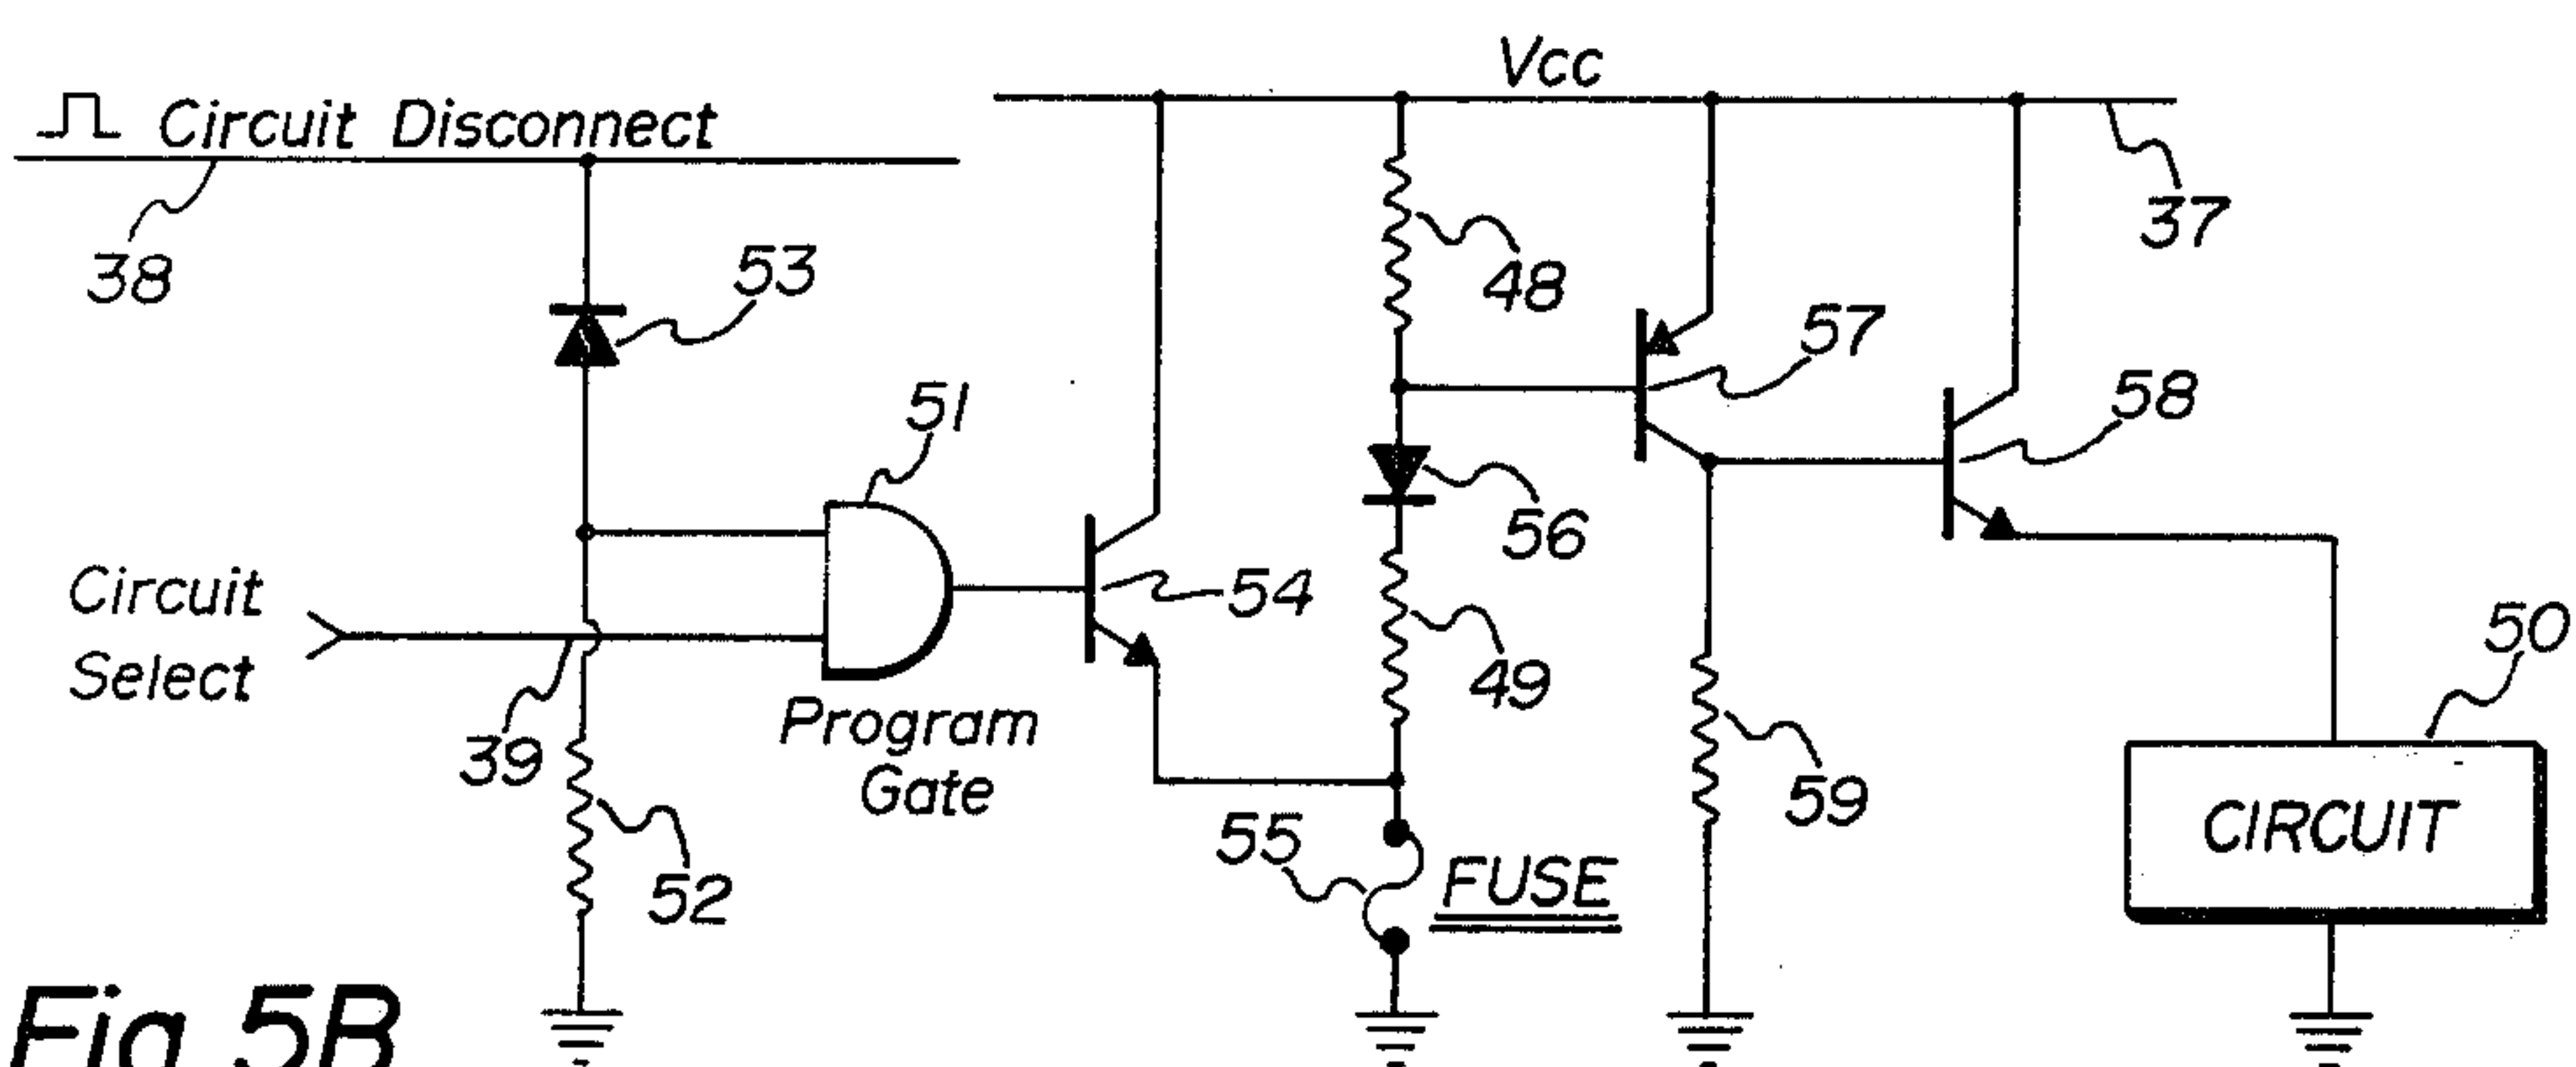 Vcc
Circuit Disconnect
37
38
53
48
57
51
58
56
Circuit
Select
54
50
49
39
Program
Gate
59
55
FUSE
CIRCUIT
52
Fig 5B